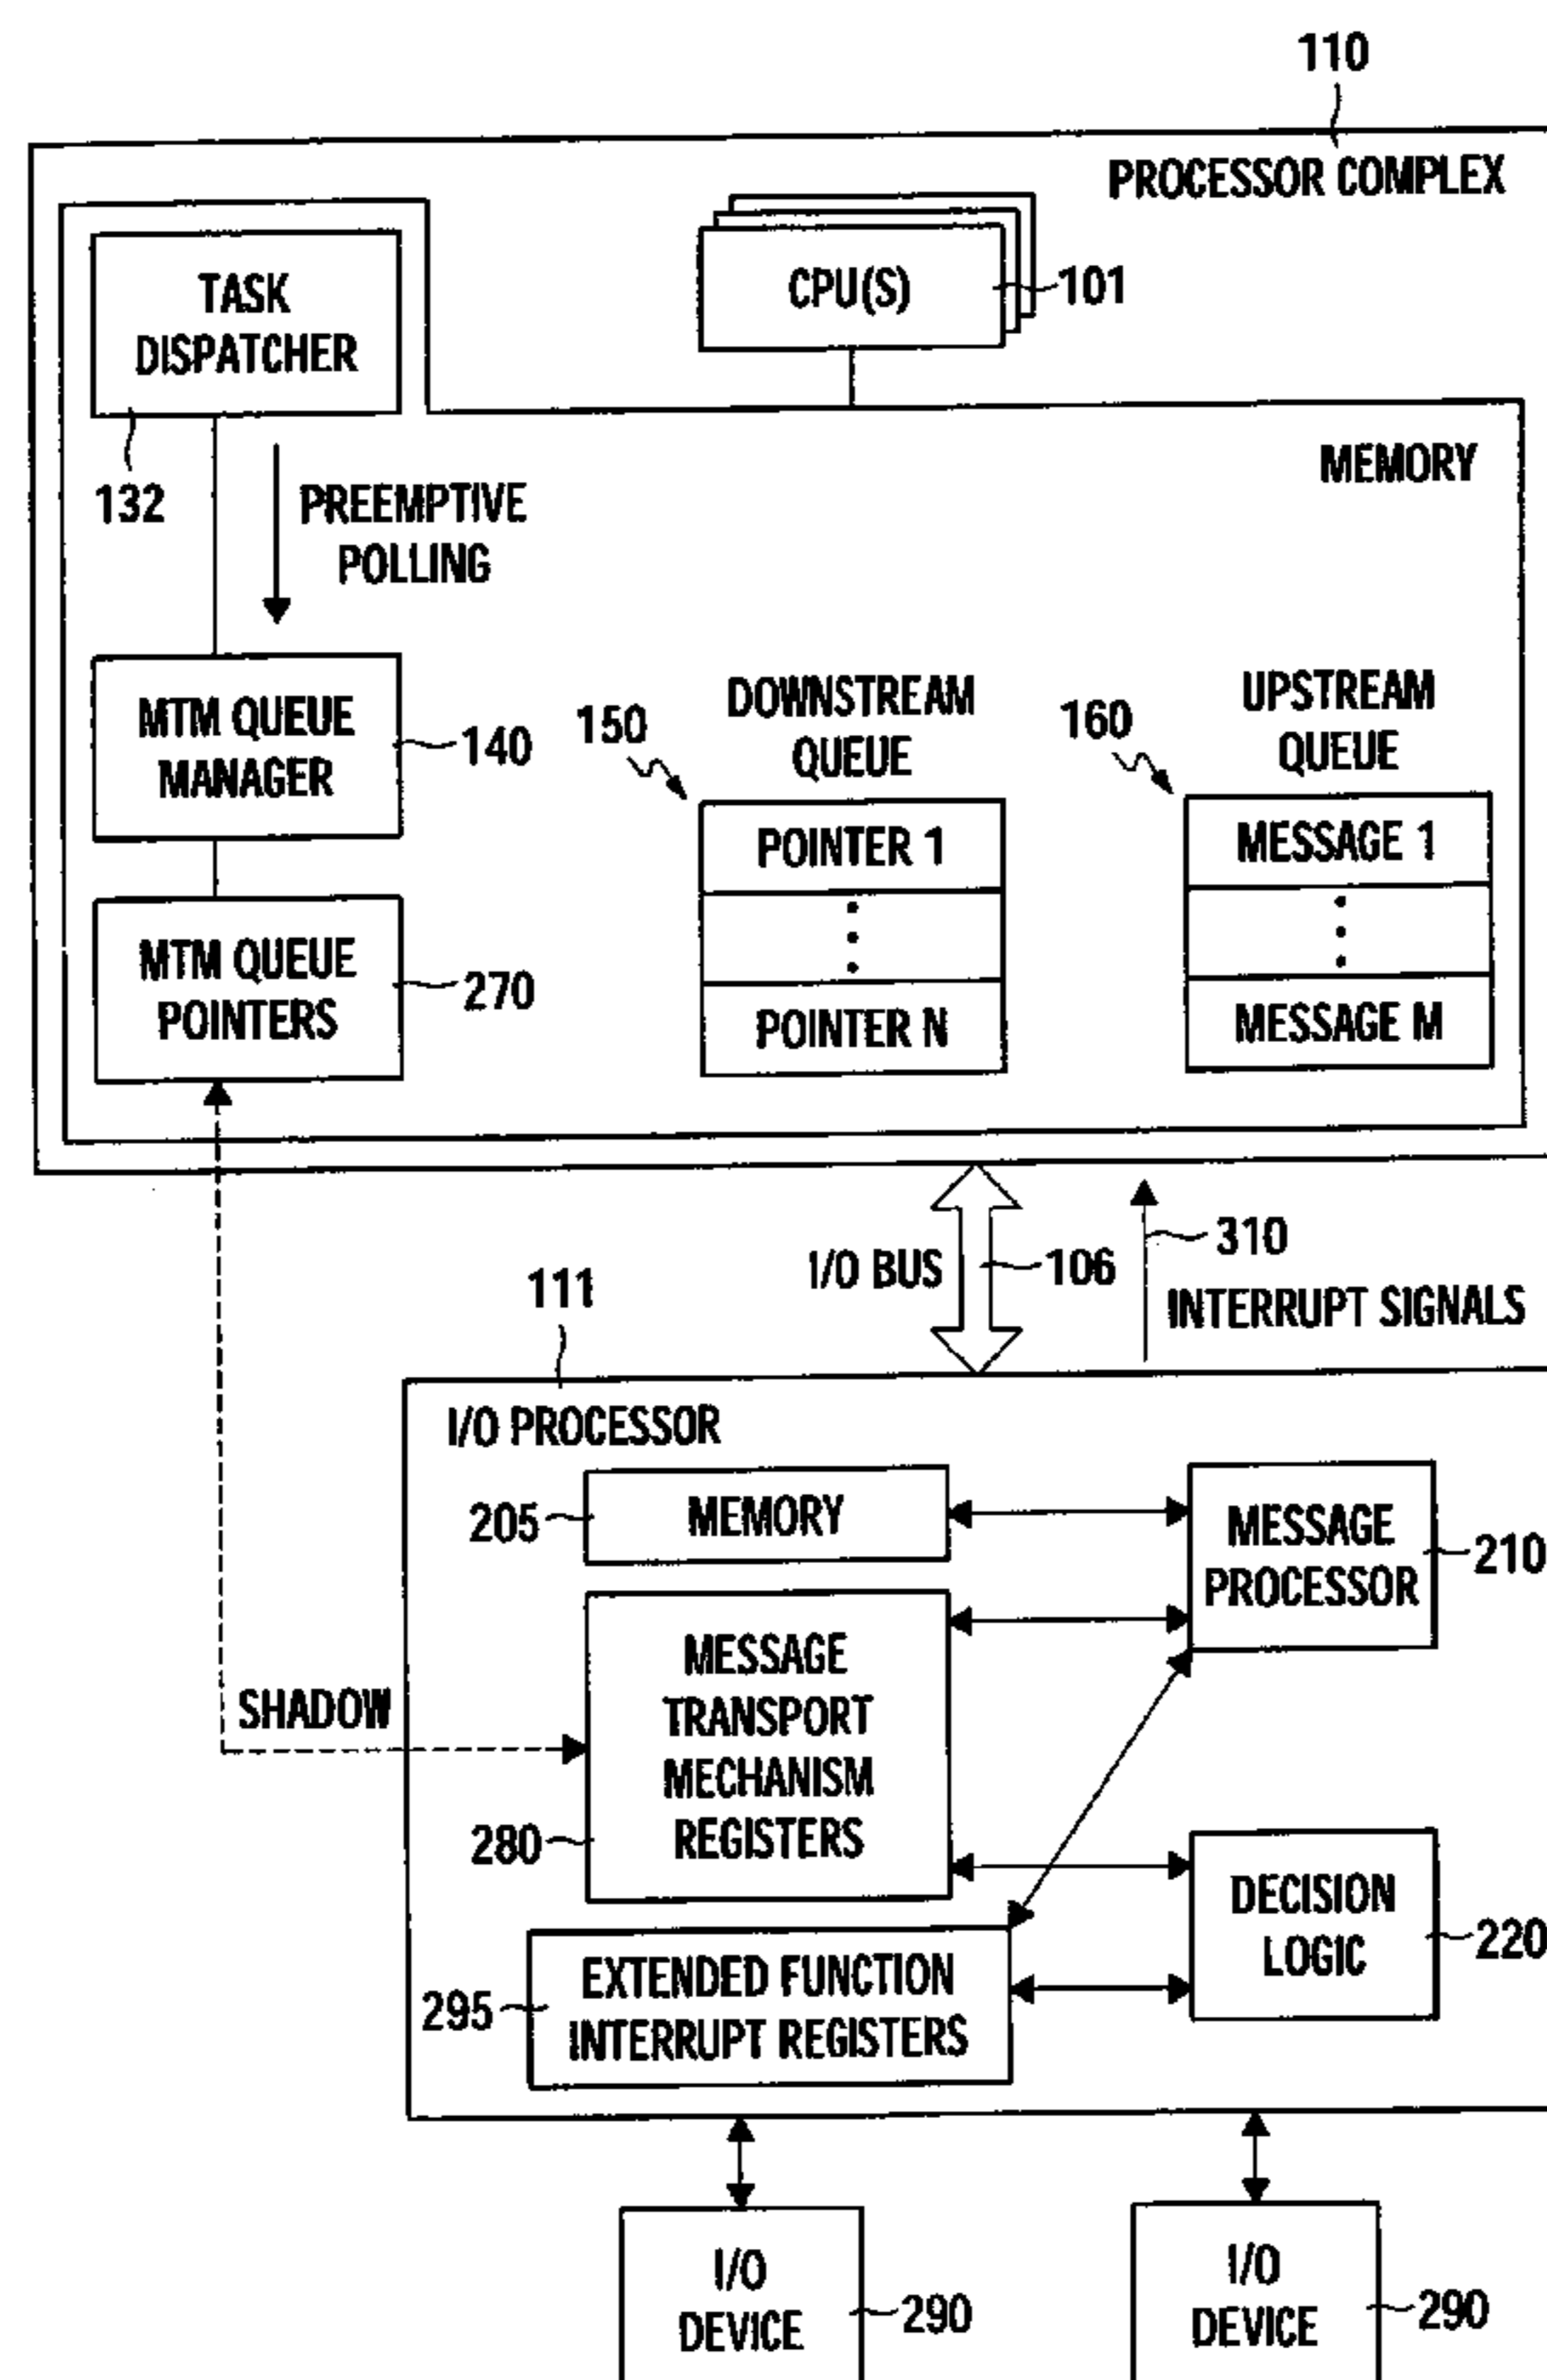 110
PROCESSOR COMPLEX
TASK
DISPATCHER
CPU(S)
101
132
PREEMPTIVE
POLLING
MEMORY
MTM QUEUE
MANAGER
140
150
DOWNSTREAM
QUEUE
160
UPSTREAM
QUEUE
POINTER 1
POINTER N
MESSAGE 1
MESSAGE M
MTM QUEUE
POINTERS
270
I/O BUS
106
310
INTERRUPT SIGNALS
111
I/O PROCESSOR
205
MEMORY
MESSAGE
PROCESSOR
210
SHADOW
MESSAGE
TRANSPORT
MECHANISM
REGISTERS
280
DECISION
LOGIC
220
295
EXTENDED FUNCTION
INTERRUPT REGISTERS
I/O
DEVICE
290
I/O
DEVICE
290